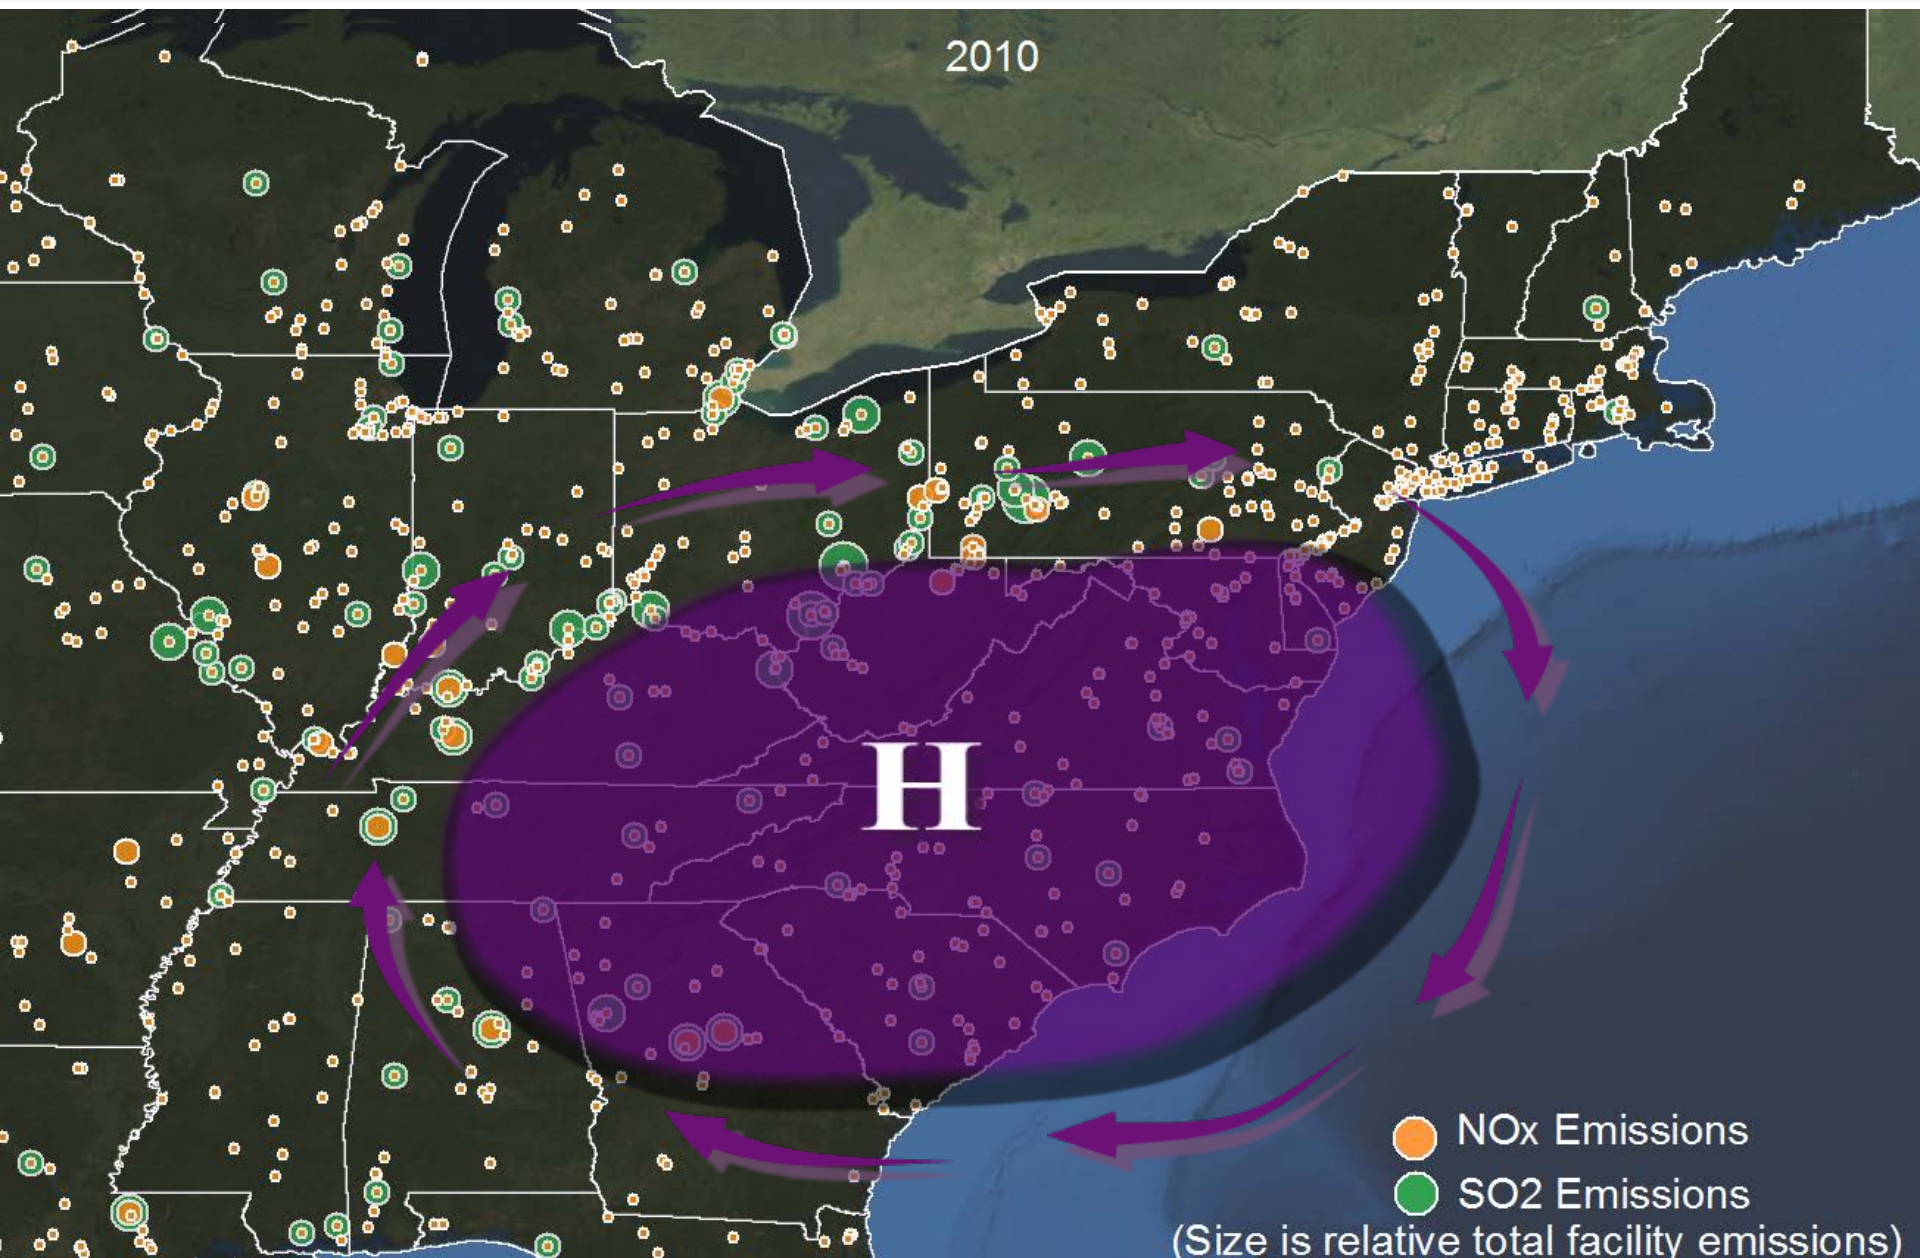 2010
H
NOx Emissions
SO2 Emissions
(Size is relative total facility emissions)